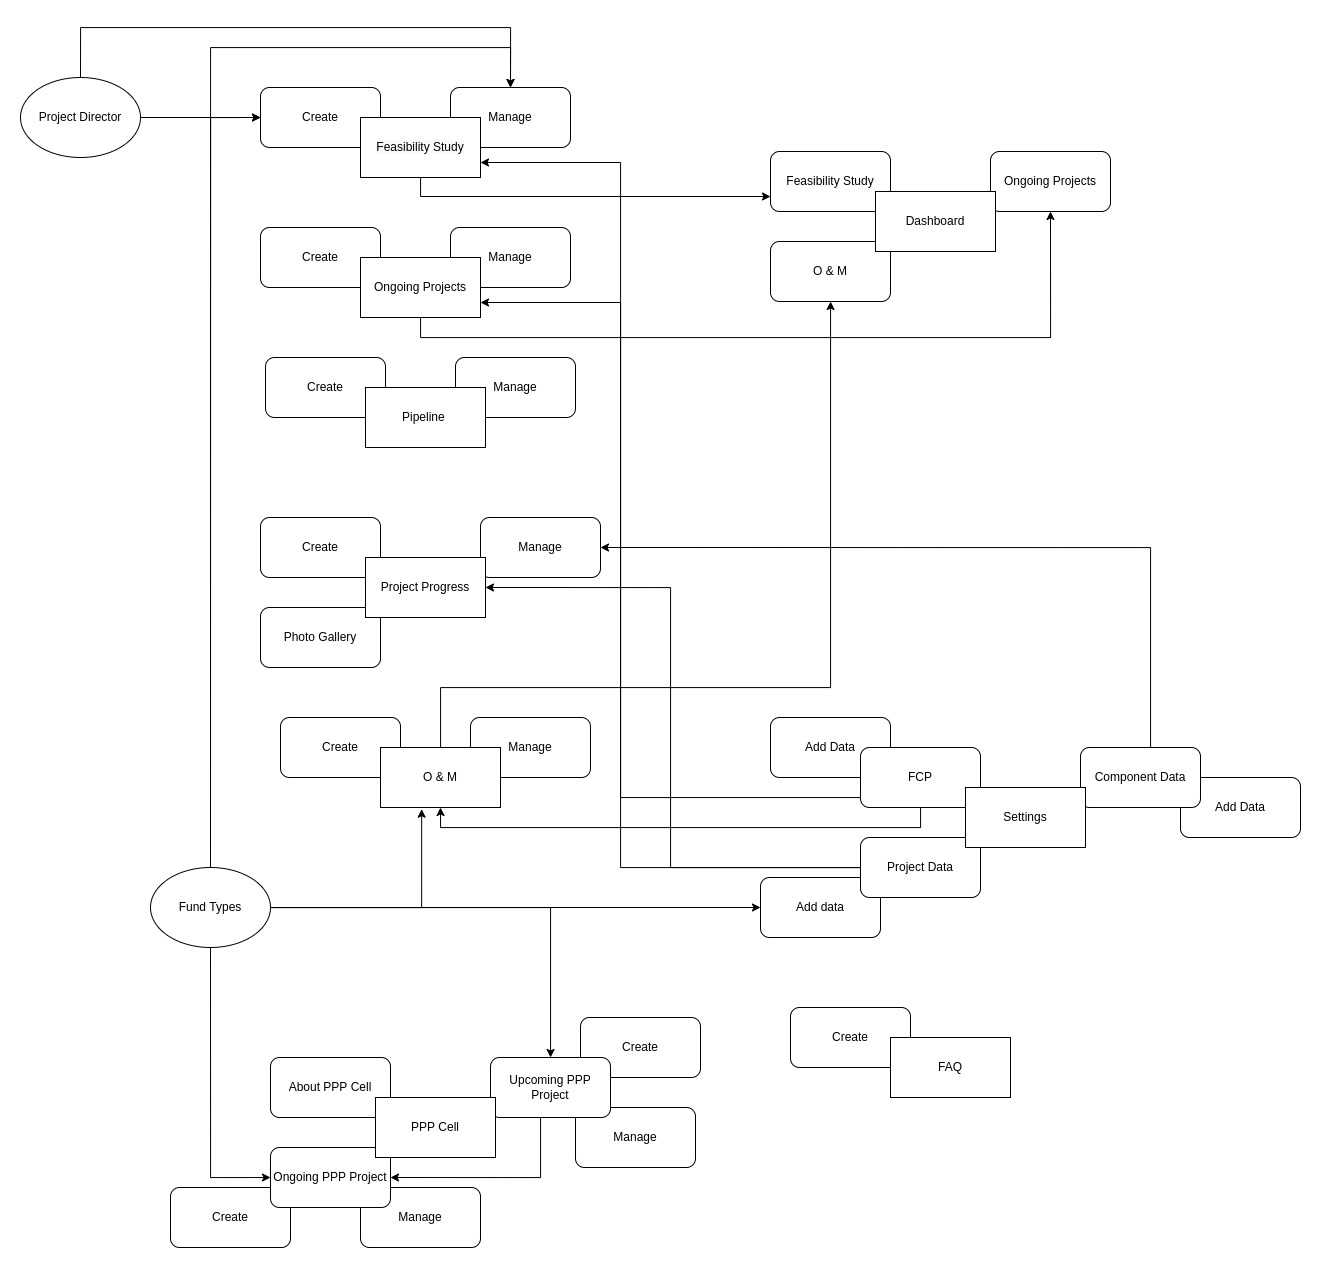 Project Director
Create
Manage
Feasibility Study
Feasibility Study
Ongoing Projects
Dashboard
O & M
Create
Manage
Ongoing Projects
Create
Manage
Pipeline
Create
Manage
Project Progress
Photo Gallery
Create
Manage
O & M
Add Data
FCP
Component Data
Add Data
Settings
Project Data
Add data
Fund Types
Create
Upcoming PPP
Project
About PPP Cell
PPP Cell
Manage
Ongoing PPP Project
Create
Manage
Create
FAQ